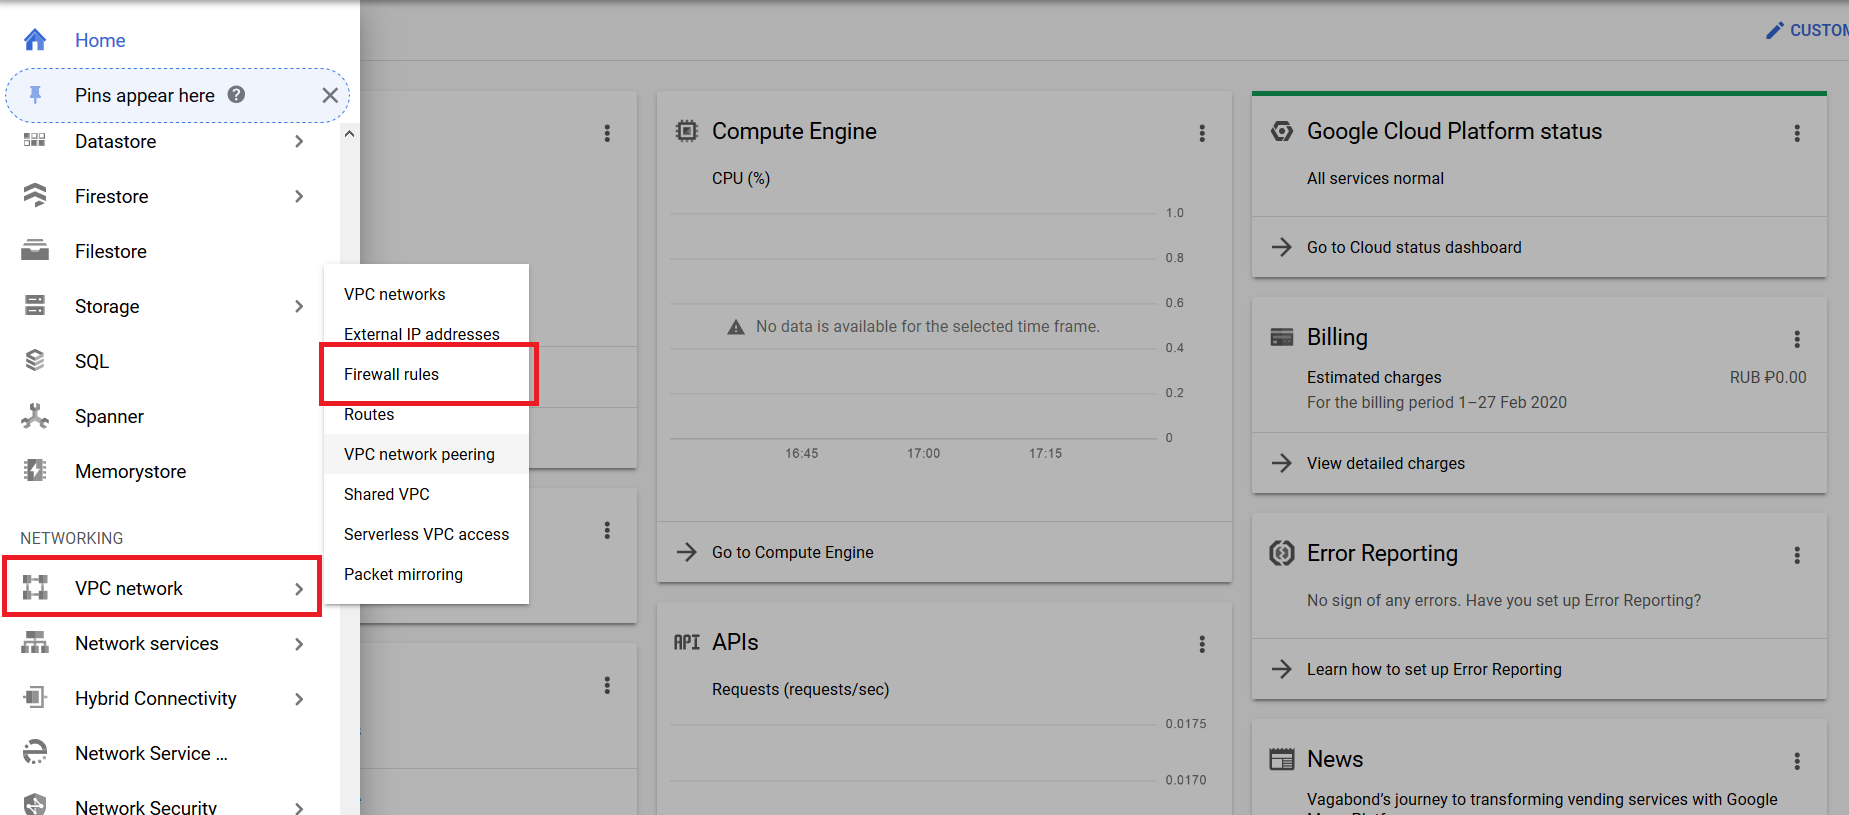 Home
Pins appear here
Datastore
Firestore
Filestore
Storage
SQL
Spanner
Memorystore
NETWORKING
VPC network
Network services
Hybrid Connectivity
Network Service ...
Network Security
VPC networks
External IP addresses
Firewall rules
Routes
VPC network peering
Shared VPC
Serverless VPC access
Packet mirroring
Compute Engine
CPU (%)
1.0
0.8
0.6
No data is available for the selected time frame.
0.4
0.2
0
16:45 17:00 17:15
Go to Compute Engine
API APIs
Requests (requests/sec)
0.0175
0.0170
CUSTOM
Google Cloud Platform status
All services normal
Go to Cloud status dashboard
Billing
Estimated charges RUB ₽0.00
For the billing period 1–27 Feb 2020
View detailed charges
Error Reporting
No sign of any errors. Have you set up Error Reporting?
Learn how to set up Error Reporting
News
Vagabond's journey to transforming vending services with Google